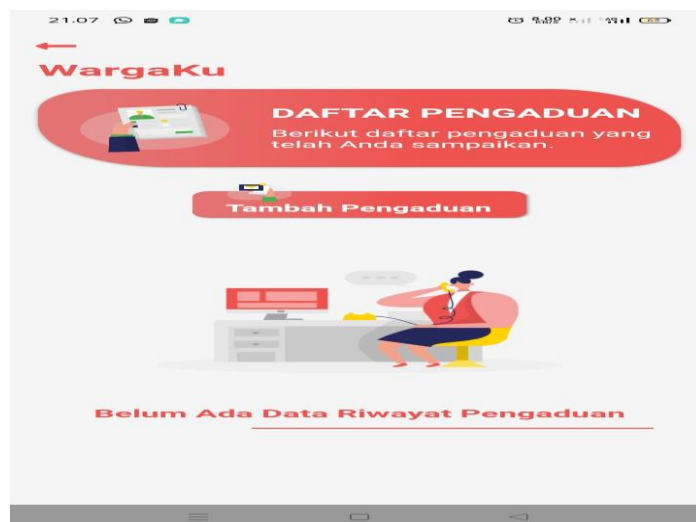 21.07
WargaKu
DAFTAR PENGADUAN
Berikut daftar pengaduan yang
telah Anda sampaikan.
Tambah Pengaduan
Belum Ada Data Riwayat Pengaduan